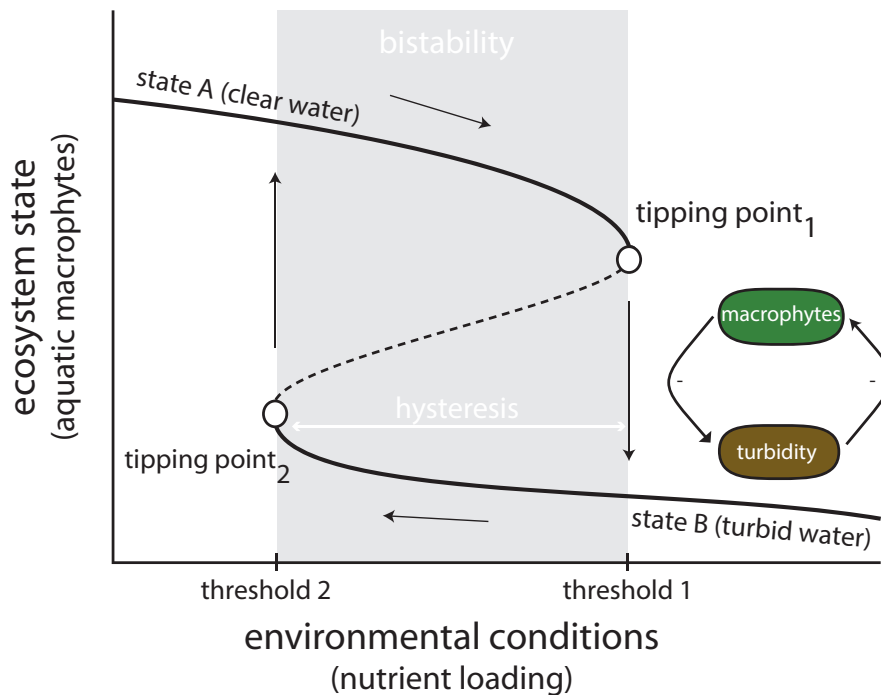 bistability
state A (clear water)
tipping point1
macrophytes
-
-
turbidity
hysteresis
tipping point2
state B (turbid water)
ecosystem state
(aquatic macrophytes)
threshold 2
threshold 1
environmental conditions
(nutrient loading)